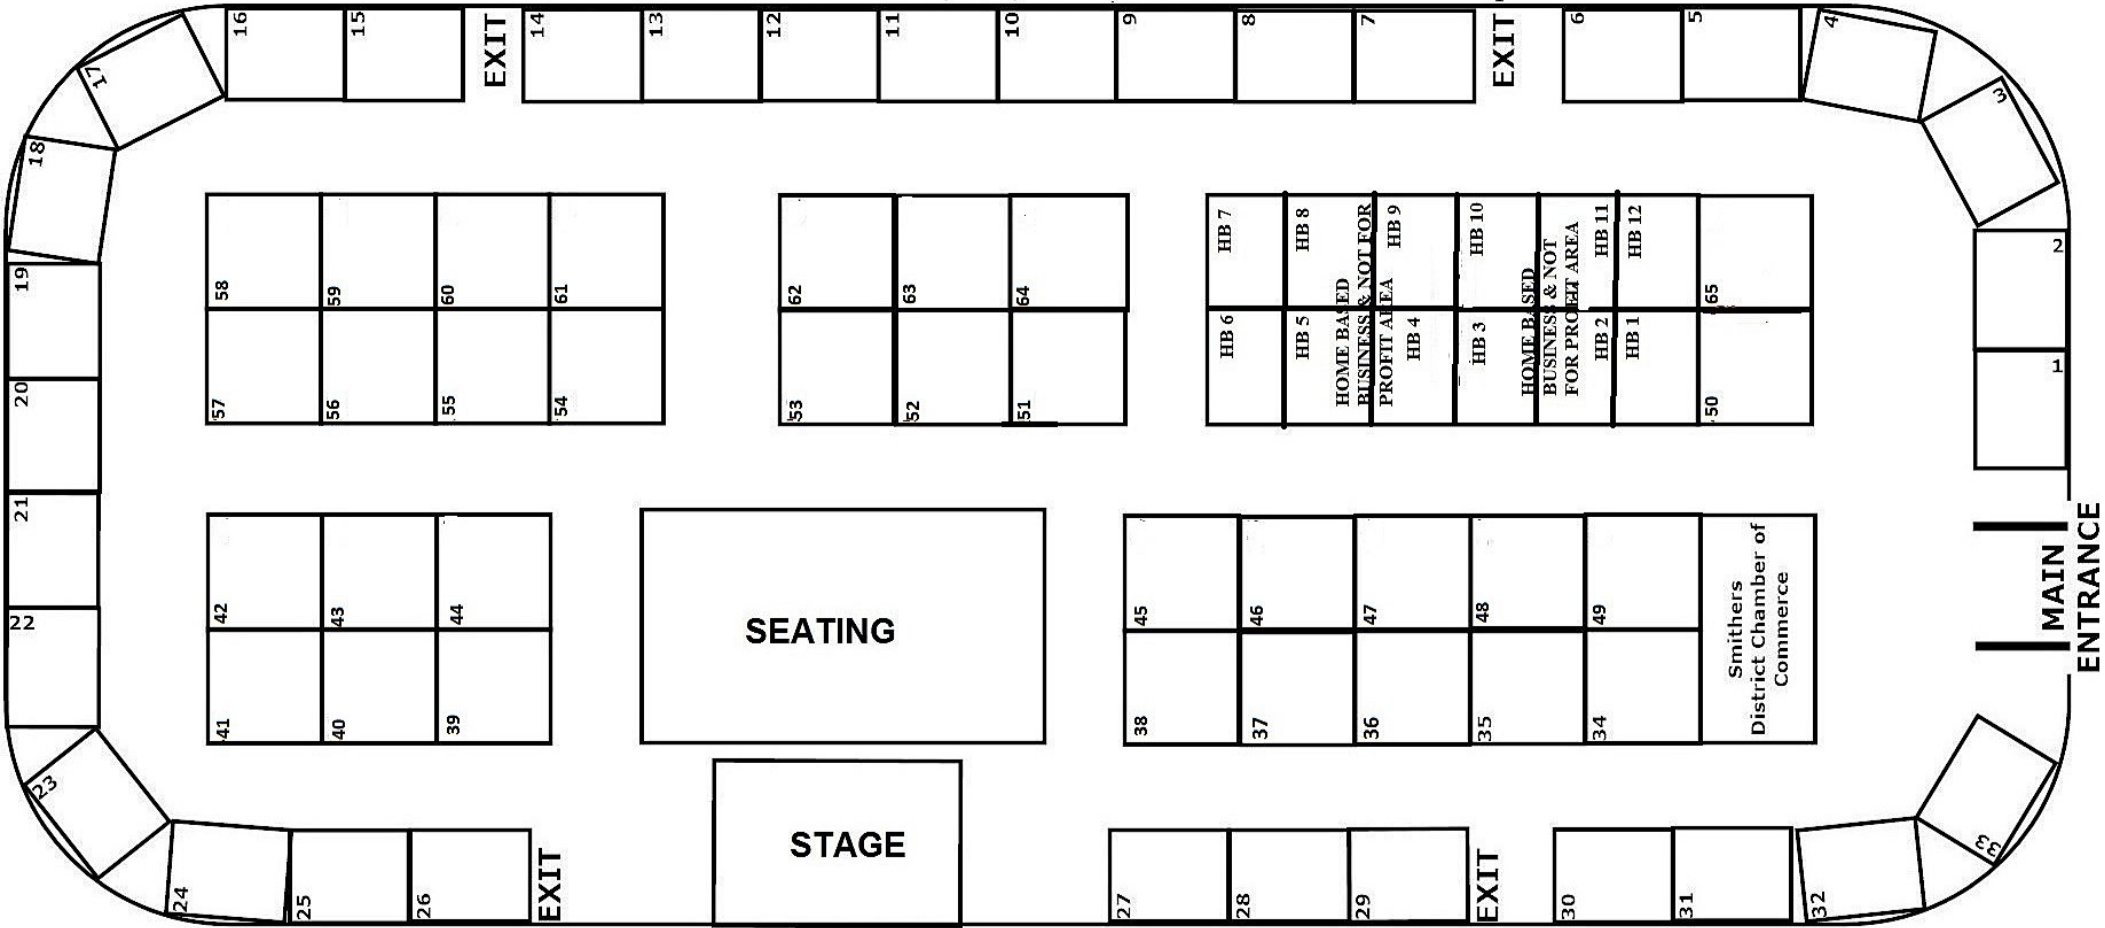 16
15
EXIT
14
13
12
11
10
9
8
7
EXIT
6
5
4
3
17
18
2
1
19
20
21
22
58
59
60
61
57
56
55
54
62
63
64
53
52
51
HB 7
HB 8
HB 9
HB 10
HB 11
HB 12
65
HB 6
HB 5
HB 4
HB 3
HB 2
HB 1
50
HOME BASED
BUSINESS & NOT FOR
PROFIT AREA
HOME BASED
BUSINESS & NOT
FOR PROFIT AREA
42
43
44
41
40
39
SEATING
45
46
47
48
49
38
37
36
35
34
Smithers
District Chamber of
Commerce
MAIN
ENTRANCE
23
24
25
26
EXIT
STAGE
27
28
29
EXIT
30
31
32
33